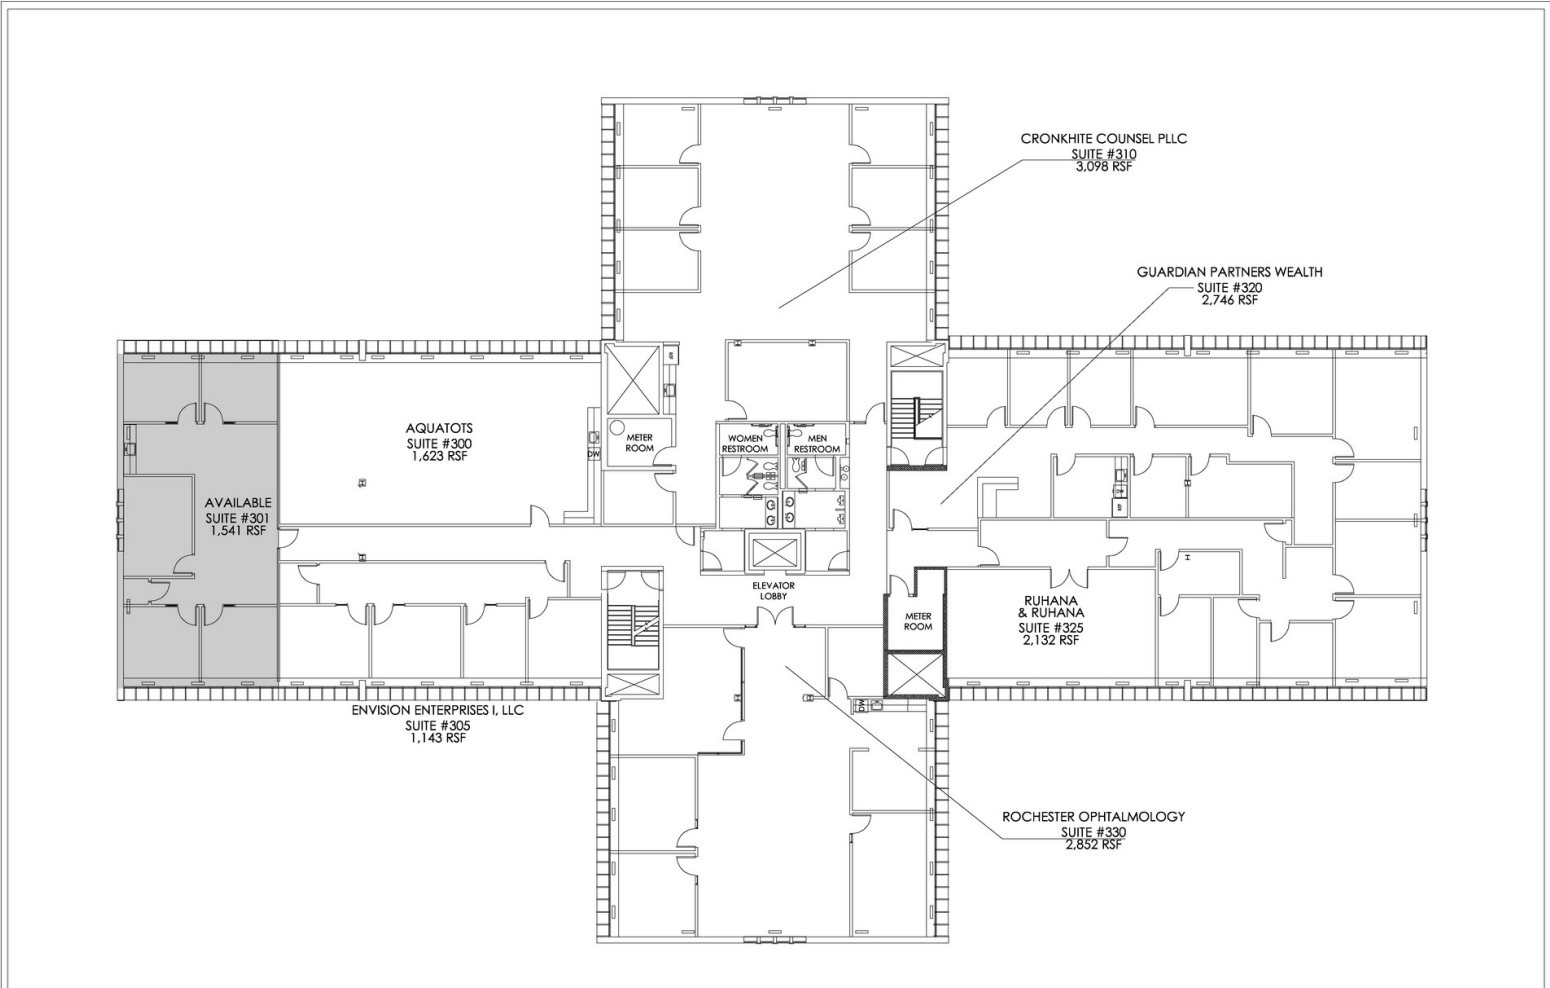 CRONKHITE COUNSEL PLLC
SUITE #310
3,098 RSF
GUARDIAN PARTNERS WEALTH
SUITE #320
2,746 RSF
AQUATOTS
SUITE #300
1,623 RSF
METER
ROOM
WOMEN
RESTROOM
MEN
RESTROOM
DW
DW
AVAILABLE
SUITE #301
1,541 RSF
ELEVATOR
LOBBY
METER
ROOM
RUHANA
& RUHANA
SUITE #325
2,132 RSF
ENVISION ENTERPRISES I, LLC
SUITE #305
1,143 RSF
DW
ROCHESTER OPHTALMOLOGY
SUITE #330
2,852 RSF